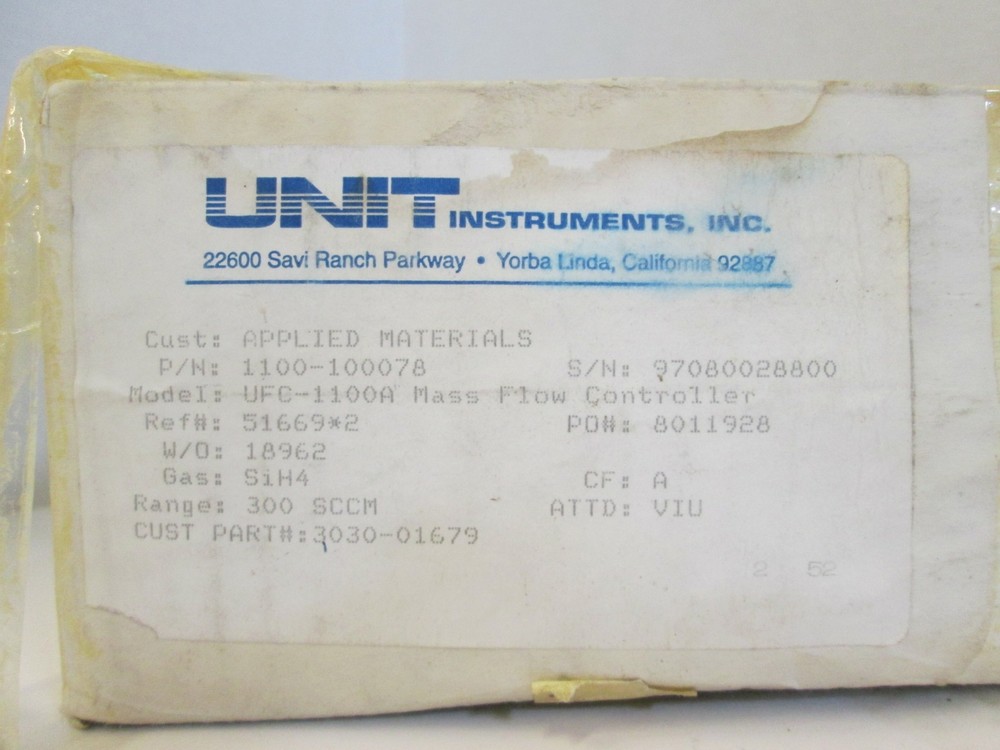 UNIT INSTRUMENTS, INC.
22600 Savi Ranch Parkway • Yorba Linda, California 92887
Cust: APPLIED MATERIALS
P/N: 1100-100078 S/N: 97080028800
Model: UFC-1100A Mass Flow Controller
Ref#: 51669*2 PO#: 8011928
W/O: 18962
Gas: SiH4 CF: A
Range: 300 SCCM ATTD: VIU
CUST PART#:3030-01679
2 52